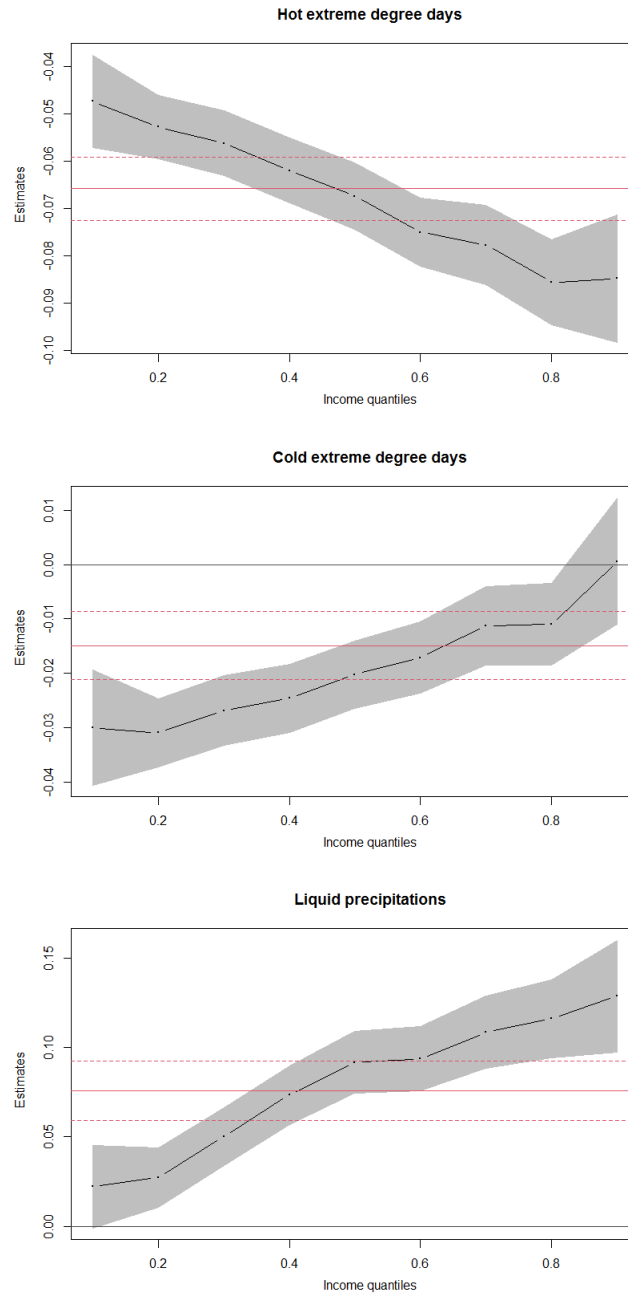 Hot extreme degree days
Estimates
-0.04
-0.05
-0.06
-0.07
-0.08
-0.09
-0.10
0.2 0.4 0.6 0.8
Income quantiles
Cold extreme degree days
Estimates
0.01
0.00
-0.01
-0.02
-0.03
-0.04
0.2 0.4 0.6 0.8
Income quantiles
Liquid precipitations
Estimates
0.15
0.10
0.05
0.00
0.2 0.4 0.6 0.8
Income quantiles